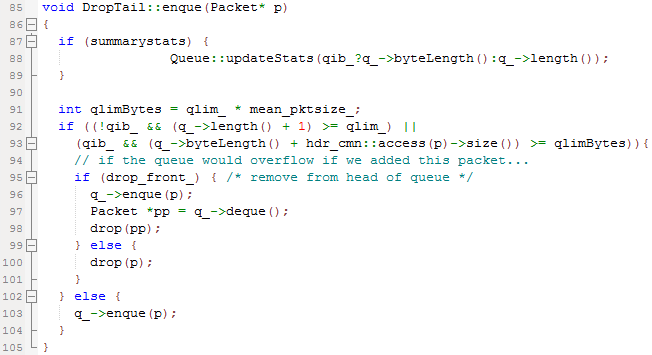 85 void DropTail::enque(Packet* p)
86 {
87   if (summarystats) {
88                 Queue::updateStats(qib_?q_->byteLength():q_->length());
89   }
90
91   int qlimBytes = qlim_ * mean_pktsize_;
92   if ((!qib_ && (q_->length() + 1) >= qlim_) ||
93     (qib_ && (q_->byteLength() + hdr_cmn::access(p)->size()) >= qlimBytes)){
94     // if the queue would overflow if we added this packet...
95     if (drop_front_) { /* remove from head of queue */
96       q_->enque(p);
97       Packet *pp = q_->deque();
98       drop(pp);
99     } else {
100       drop(p);
101     }
102   } else {
103     q_->enque(p);
104   }
105 }